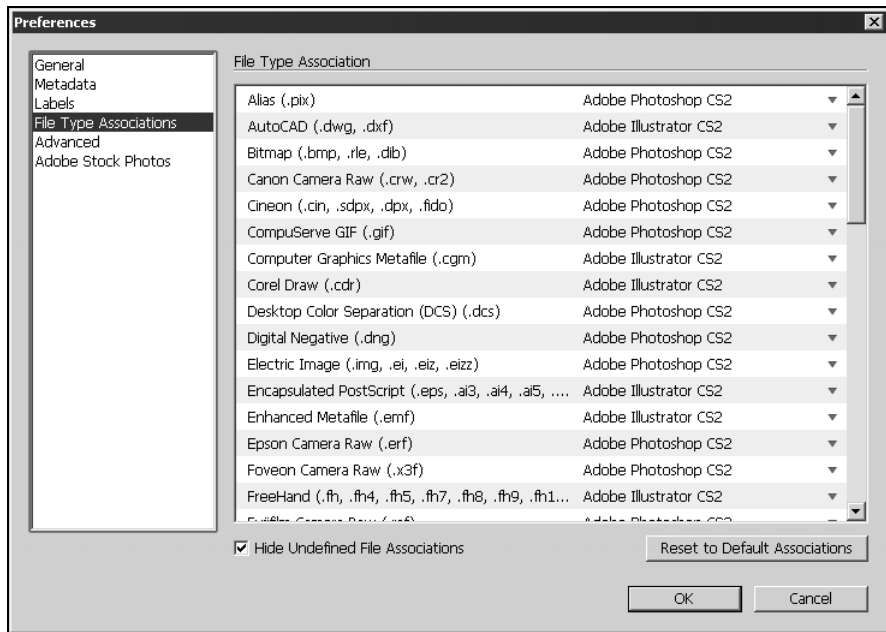 Preferences
General
Metadata
Labels
File Type Associations
Advanced
Adobe Stock Photos
File Type Association
Alias (.pix) Adobe Photoshop CS2
AutoCAD (.dwg, .dxf) Adobe Illustrator CS2
Bitmap (.bmp, .rle, .dib) Adobe Photoshop CS2
Canon Camera Raw (.crw, .cr2) Adobe Photoshop CS2
Cineon (.cin, .sdpx, .dpx, .fido) Adobe Photoshop CS2
CompuServe GIF (.gif) Adobe Photoshop CS2
Computer Graphics Metafile (.cgm) Adobe Illustrator CS2
Corel Draw (.cdr) Adobe Illustrator CS2
Desktop Color Separation (DCS) (.dcs) Adobe Photoshop CS2
Digital Negative (.dng) Adobe Photoshop CS2
Electric Image (.img, .ei, .eiz, .eizz) Adobe Photoshop CS2
Encapsulated PostScript (.eps, .ai3, .ai4, .ai5, .... Adobe Illustrator CS2
Enhanced Metafile (.emf) Adobe Illustrator CS2
Epson Camera Raw (.erf) Adobe Photoshop CS2
Foveon Camera Raw (.x3f) Adobe Photoshop CS2
FreeHand (.fh, .fh4, .fh5, .fh7, .fh8, .fh9, .fh1... Adobe Illustrator CS2
Hide Undefined File Associations
Reset to Default Associations
OK
Cancel